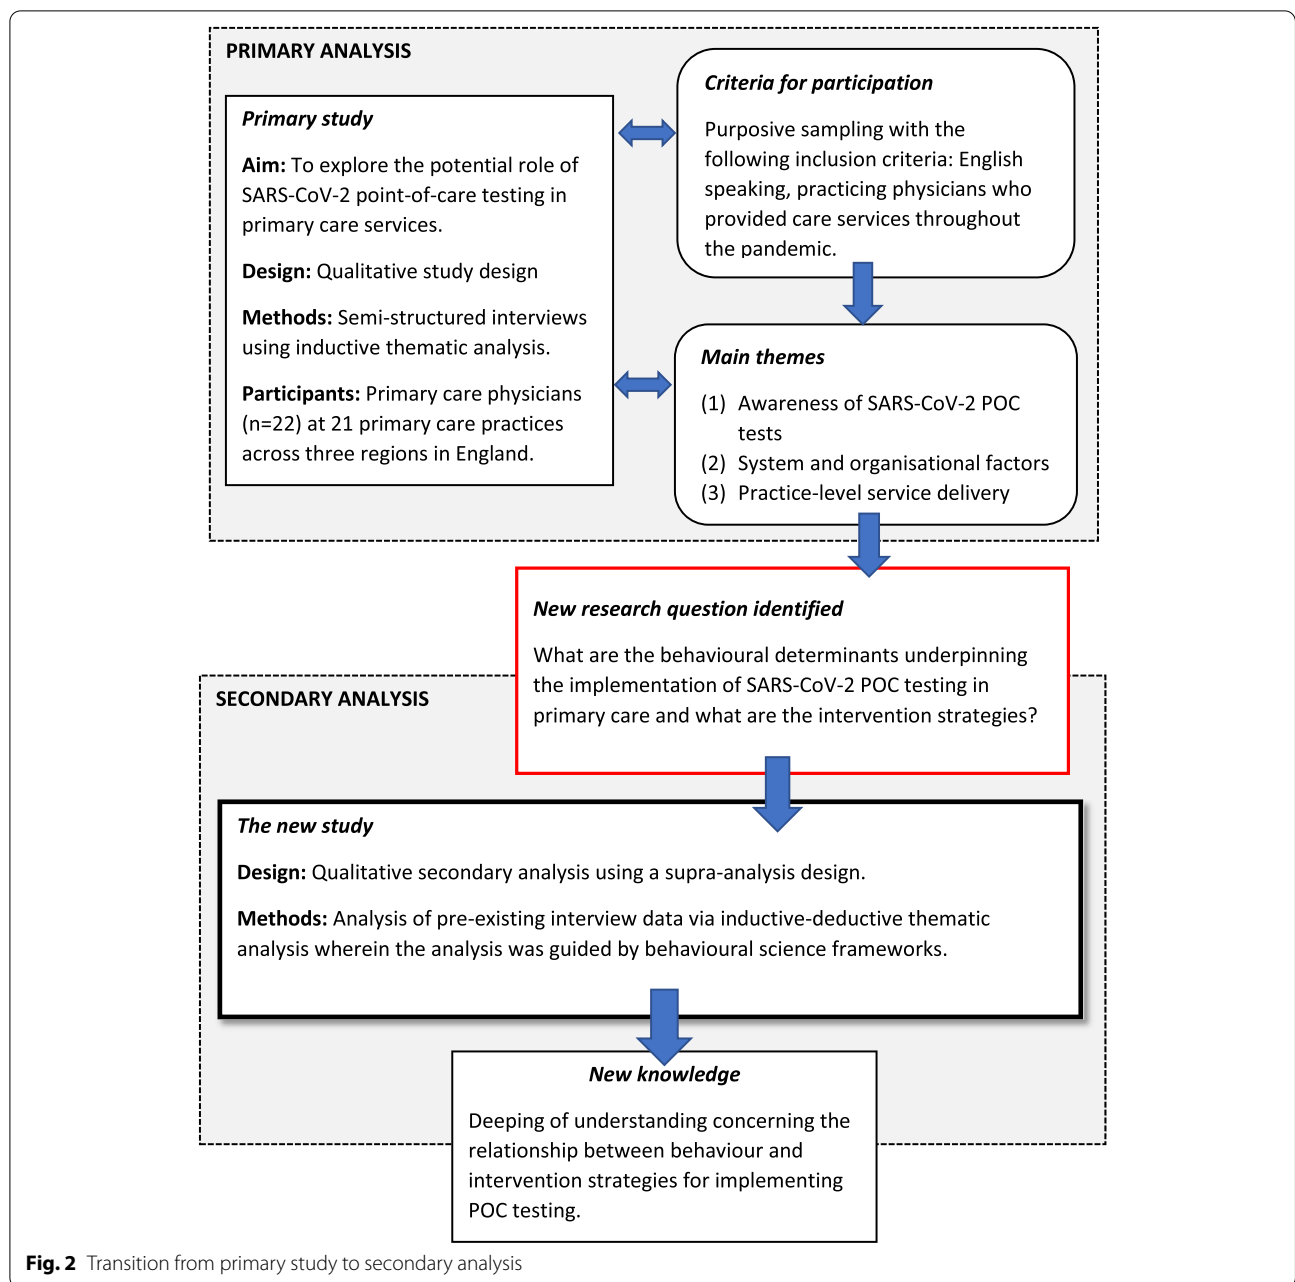 PRIMARY ANALYSIS
Primary study
Aim: To explore the potential role of
SARS-CoV-2 point-of-care testing in
primary care services.
Design: Qualitative study design
Methods: Semi-structured interviews
using inductive thematic analysis.
Participants: Primary care physicians
(n=22) at 21 primary care practices
across three regions in England.
Criteria for participation
Purposive sampling with the
following inclusion criteria: English
speaking, practicing physicians who
provided care services throughout
the pandemic.
Main themes
(1) Awareness of SARS-CoV-2 POC
tests
(2) System and organisational factors
(3) Practice-level service delivery
New research question identified
What are the behavioural determinants underpinning
the implementation of SARS-CoV-2 POC testing in
primary care and what are the intervention strategies?
SECONDARY ANALYSIS
The new study
Design: Qualitative secondary analysis using a supra-analysis design.
Methods: Analysis of pre-existing interview data via inductive-deductive thematic
analysis wherein the analysis was guided by behavioural science frameworks.
New knowledge
Deeping of understanding concerning the
relationship between behaviour and
intervention strategies for implementing
POC testing.
Fig. 2 Transition from primary study to secondary analysis